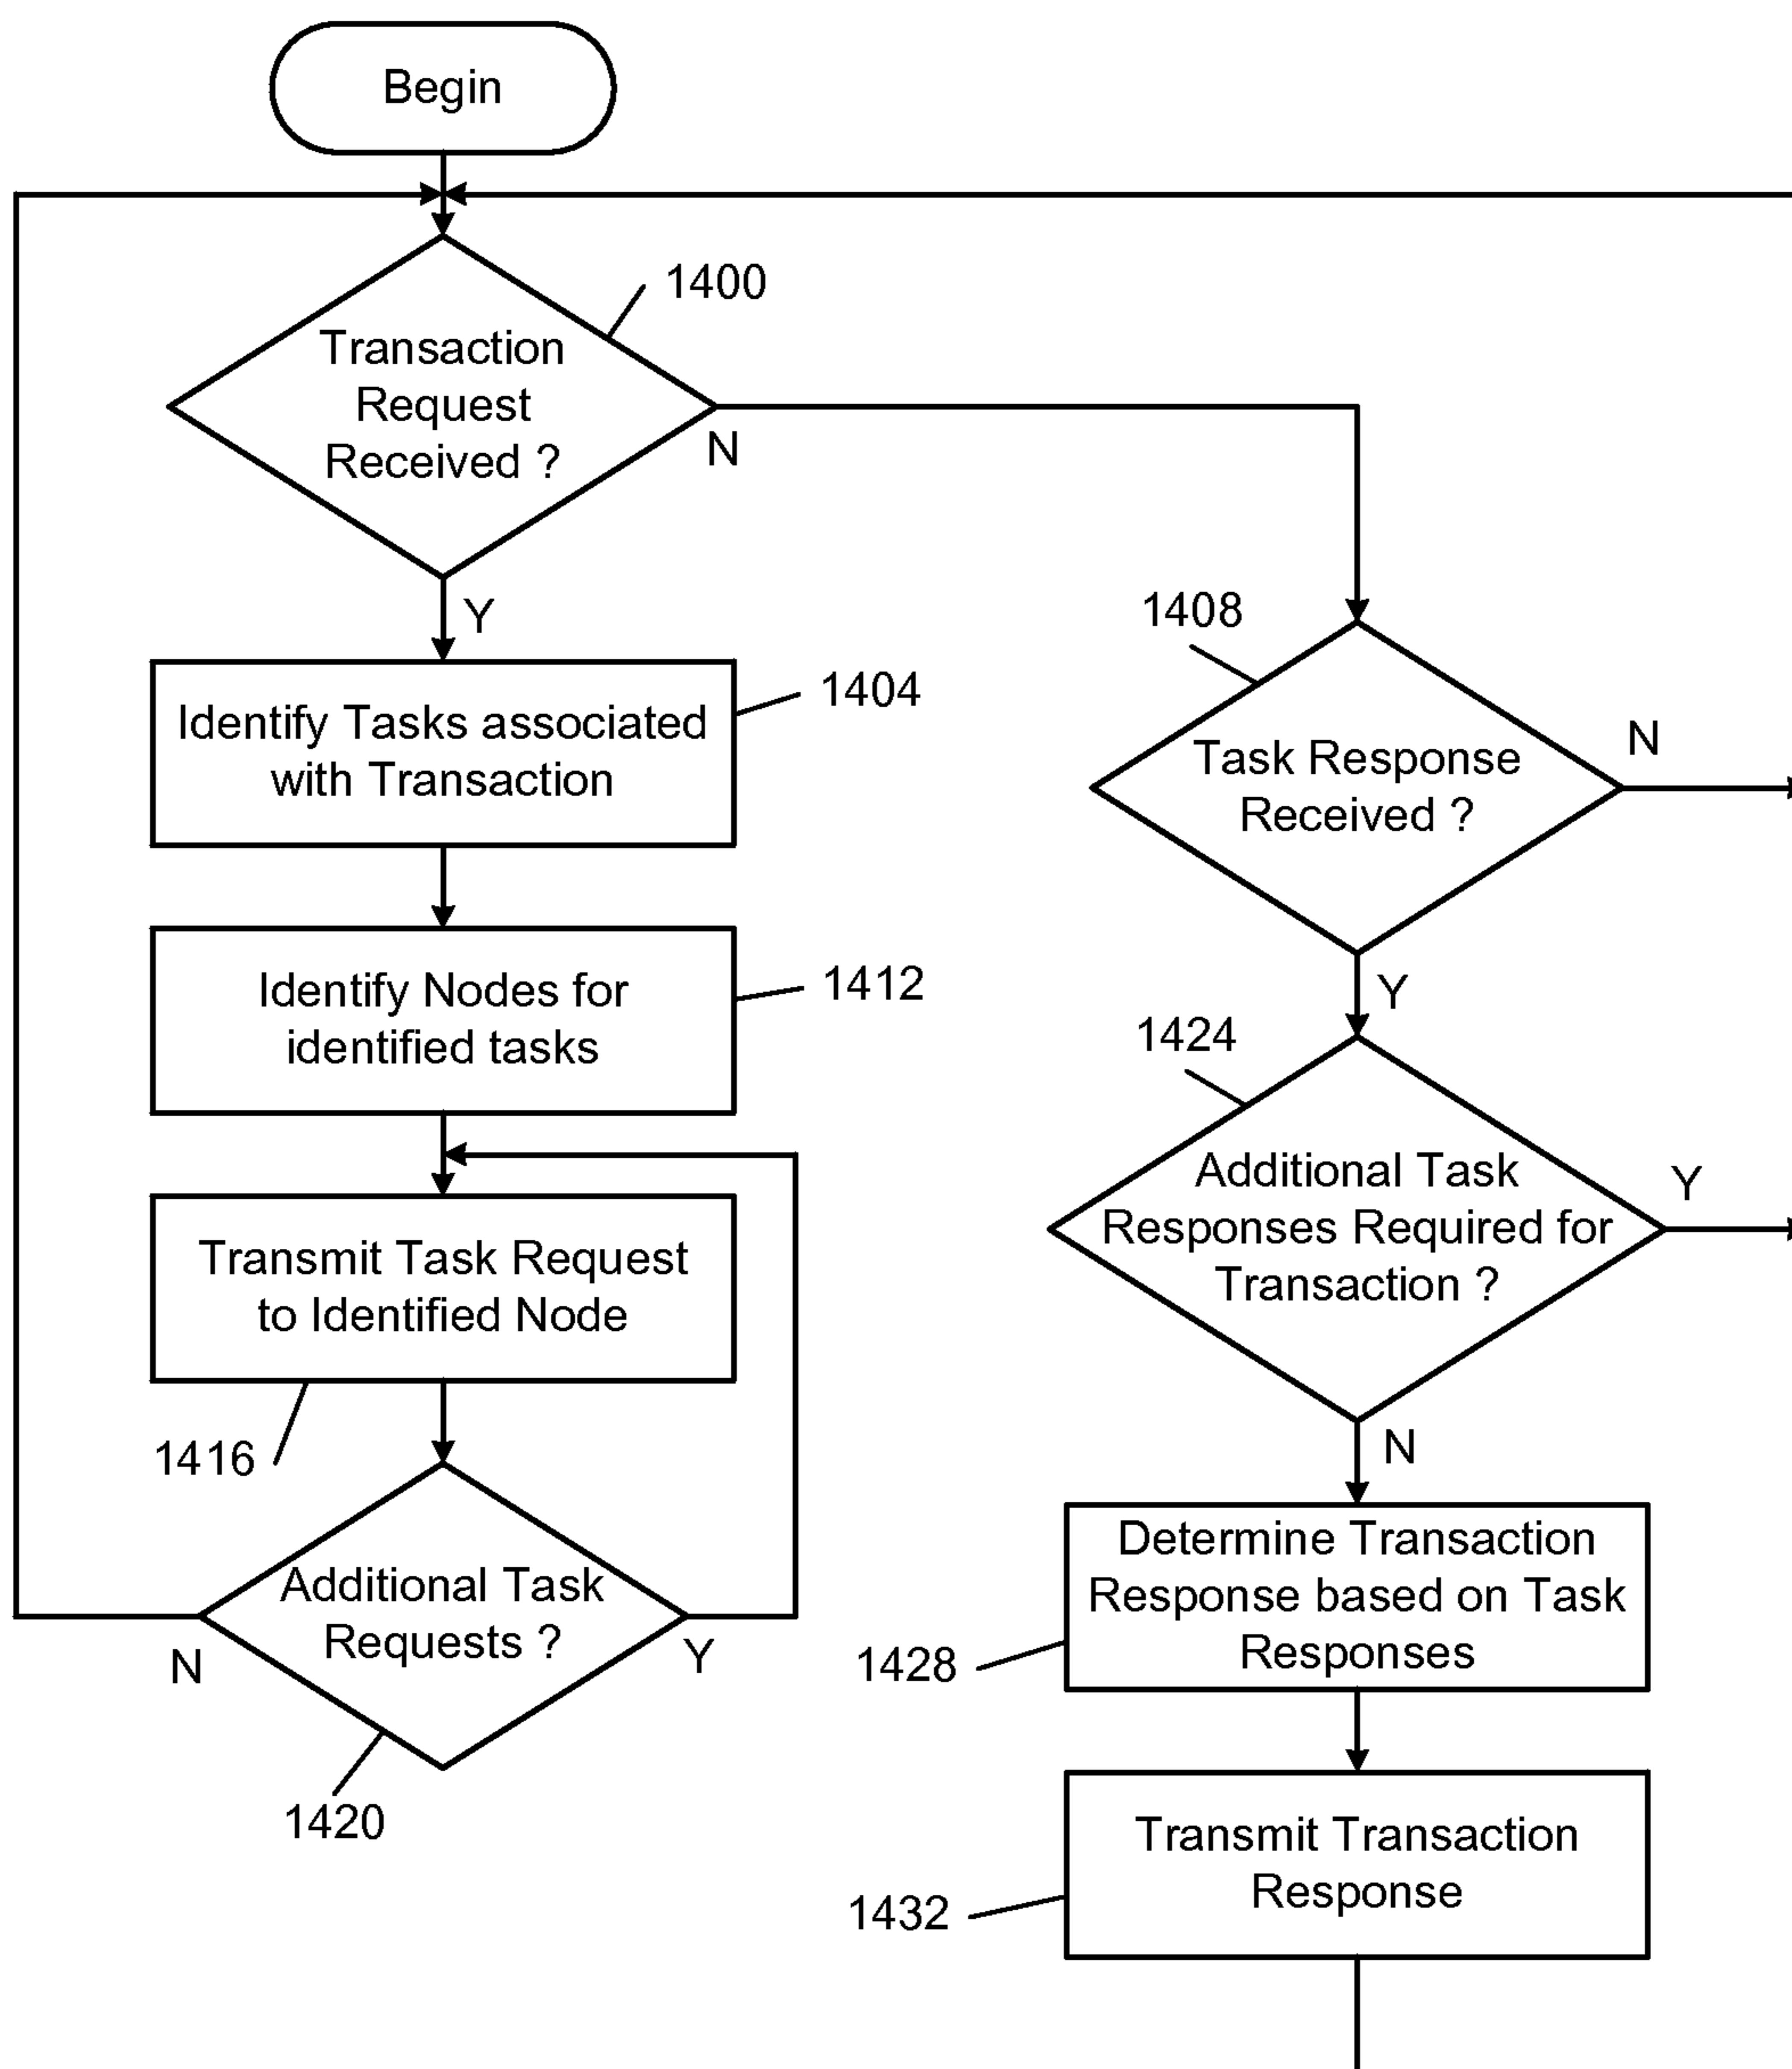 Begin
1400
Transaction
Request
Received ?
N
Y
1404
Identify Tasks associated
with Transaction
1412
Identify Nodes for
identified tasks
Transmit Task Request
to Identified Node
1416
Additional Task
Requests ?
N
Y
1420
1408
Task Response
Received ?
N
Y
1424
Additional Task
Responses Required for
Transaction ?
Y
N
Determine Transaction
Response based on Task
Responses
1428
Transmit Transaction
Response
1432